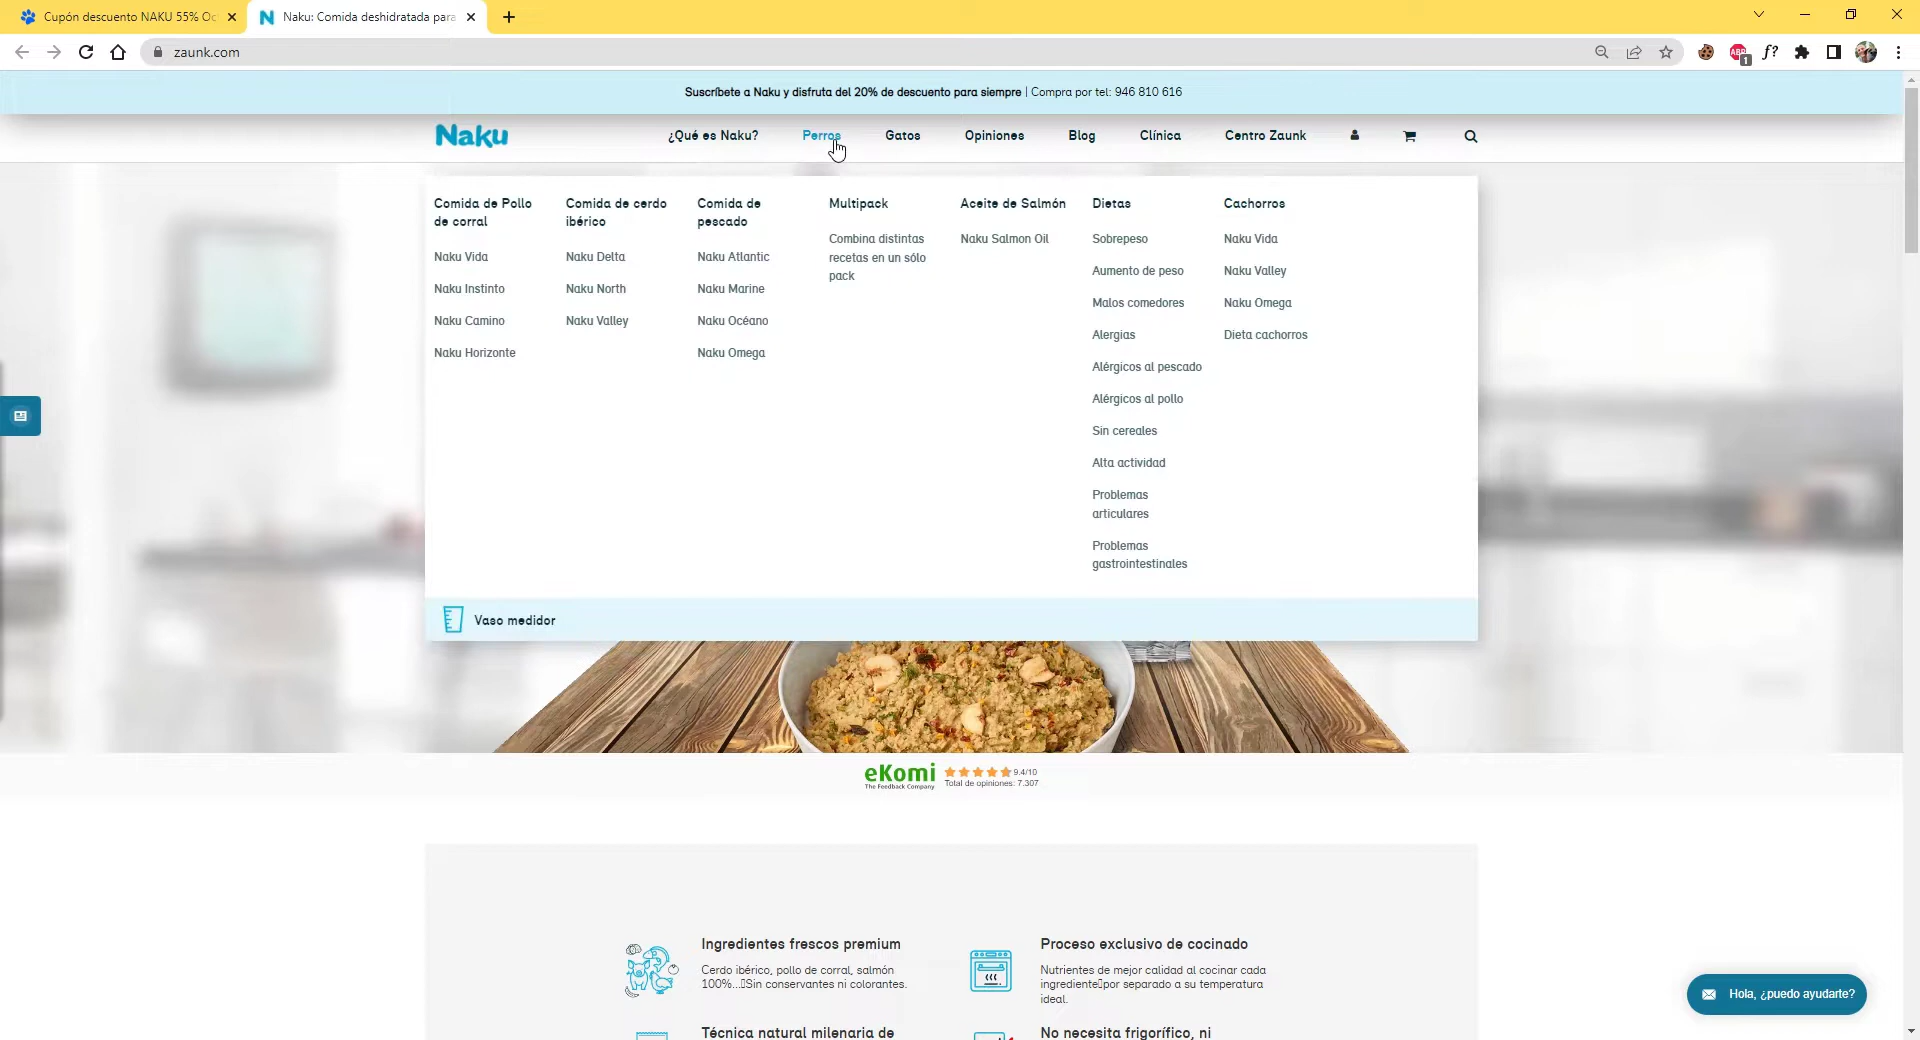 Cupón descuento NAKU 55% Oc
Naku: Comida deshidratada para
zaunk.com
ABP
1
f?
Suscríbete a Naku y disfruta del 20% de descuento para siempre | Compra por tel: 946 810 616
Naku
¿Qué es Naku?
Perros
Gatos
Opiniones
Blog
Clínica
Centro Zaunk
Comida de Pollo
de corral
Naku Vida
Naku Instinto
Naku Camino
Naku Horizonte
Comida de cerdo
ibérico
Naku Delta
Naku North
Naku Valley
Comida de
pescado
Naku Atlantic
Naku Marine
Naku Océano
Naku Omega
Multipack
Combina distintas
recetas en un sólo
pack
Aceite de Salmón
Naku Salmon Oil
Dietas
Sobrepeso
Aumento de peso
Malos comedores
Alergias
Alérgicos al pescado
Alérgicos al pollo
Sin cereales
Alta actividad
Problemas
articulares
Problemas
gastrointestinales
Cachorros
Naku Vida
Naku Valley
Naku Omega
Dieta cachorros
Vaso medidor
eKomi
The Feedback Company
9.4/10
Total de opiniones: 7.307
Ingredientes frescos premium
Cerdo ibérico, pollo de corral, salmón
100%...▯Sin conservantes ni colorantes.
Proceso exclusivo de cocinado
Nutrientes de mejor calidad al cocinar cada
ingrediente▯por separado a su temperatura
ideal.
Técnica natural milenaria de
No necesita frigorífico, ni
Hola, ¿puedo ayudarte?